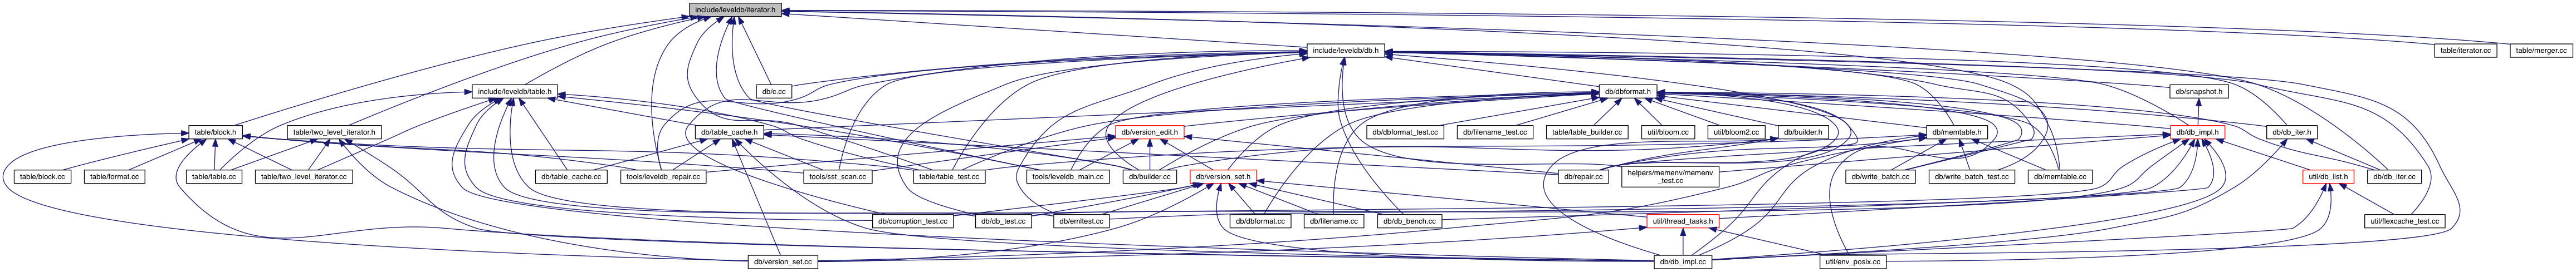 include/leveldb/iterator.h
include/leveldb/db.h
table/iterator.cc
table/merger.cc
include/leveldb/table.h
db/c.cc
db/dbformat.h
db/snapshot.h
table/block.h
table/two_level_iterator.h
db/table_cache.h
db/version_edit.h
db/dbformat_test.cc
db/filename_test.cc
table/table_builder.cc
util/bloom.cc
util/bloom2.cc
db/builder.h
db/memtable.h
db/db_impl.h
db/db_iter.h
table/block.cc
table/format.cc
table/table.cc
table/two_level_iterator.cc
db/table_cache.cc
tools/leveldb_repair.cc
tools/sst_scan.cc
table/table_test.cc
tools/leveldb_main.cc
db/builder.cc
db/version_set.h
db/repair.cc
helpers/memenv/memenv
_test.cc
db/write_batch.cc
db/write_batch_test.cc
db/memtable.cc
util/db_list.h
db/db_iter.cc
db/corruption_test.cc
db/db_test.cc
db/emltest.cc
db/dbformat.cc
db/filename.cc
db/db_bench.cc
util/thread_tasks.h
util/flexcache_test.cc
db/version_set.cc
db/db_impl.cc
util/env_posix.cc